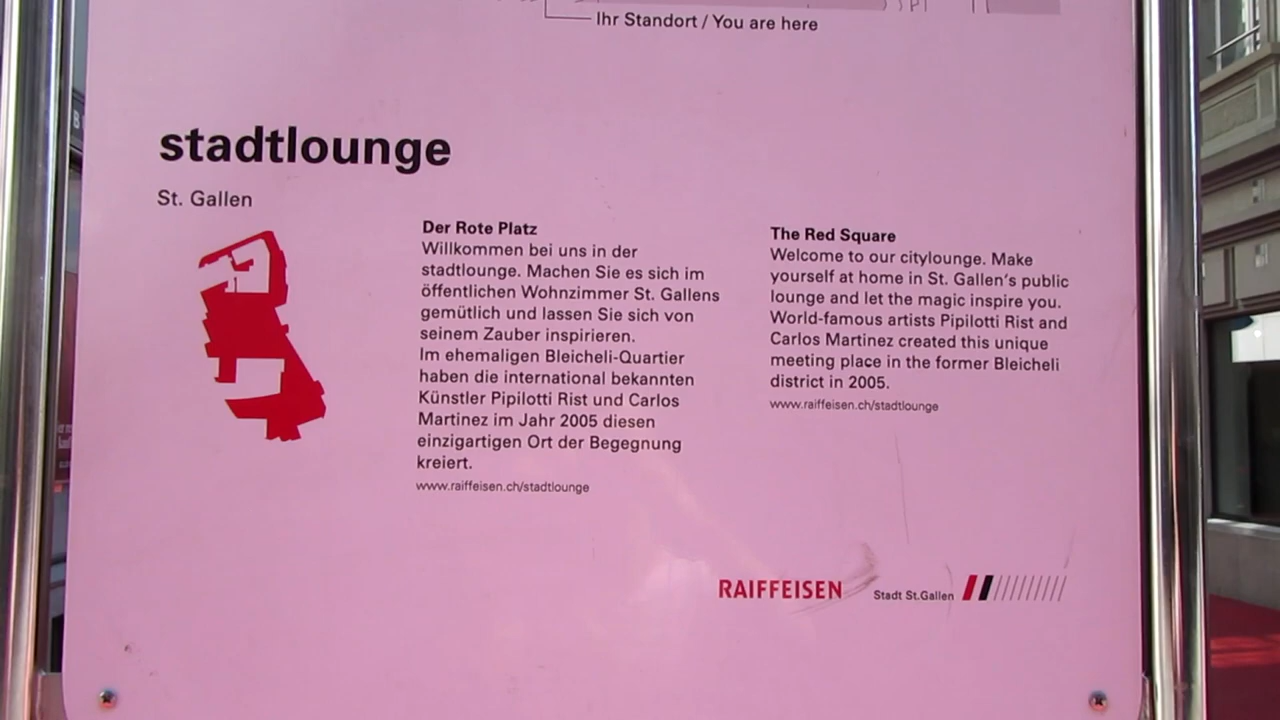 Ihr Standort / You are here
stadtlounge
St. Gallen
Der Rote Platz
Willkommen bei uns in der
stadtlounge. Machen Sie es sich im
öffentlichen Wohnzimmer St. Gallens
gemütlich und lassen Sie sich von
seinem Zauber inspirieren.
Im ehemaligen Bleicheli-Quartier
haben die international bekannten
Künstler Pipilotti Rist und Carlos
Martinez im Jahr 2005 diesen
einzigartigen Ort der Begegnung
kreiert.
www.raiffeisen.ch/stadtlounge
The Red Square
Welcome to our citylounge. Make
yourself at home in St. Gallen's public
lounge and let the magic inspire you.
World-famous artists Pipilotti Rist and
Carlos Martinez created this unique
meeting place in the former Bleicheli
district in 2005.
www.raiffeisen.ch/stadtlounge
RAIFFEISEN
Stadt St.Gallen